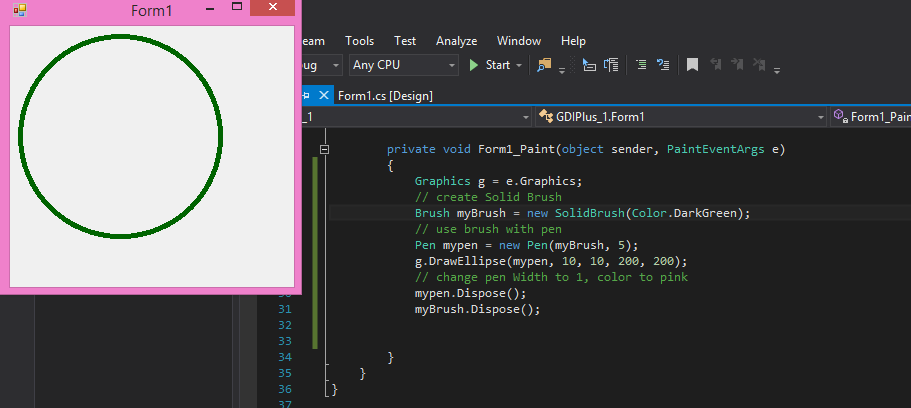 Form1
eam Tools Test Analyze Window Help
ug Any CPU Start
Form1.cs [Design]
_1 GDIPlus_1.Form1 Form1_Pai
private void Form1_Paint(object sender, PaintEventArgs e)
{
Graphics g = e.Graphics;
// create Solid Brush
Brush myBrush = new SolidBrush(Color.DarkGreen);
// use brush with pen
Pen mypen = new Pen(myBrush, 5);
g.DrawEllipse(mypen, 10, 10, 200, 200);
// change pen Width to 1, color to pink
mypen.Dispose();
31 myBrush.Dispose();
32
33
34 }
35 }
36 }
37